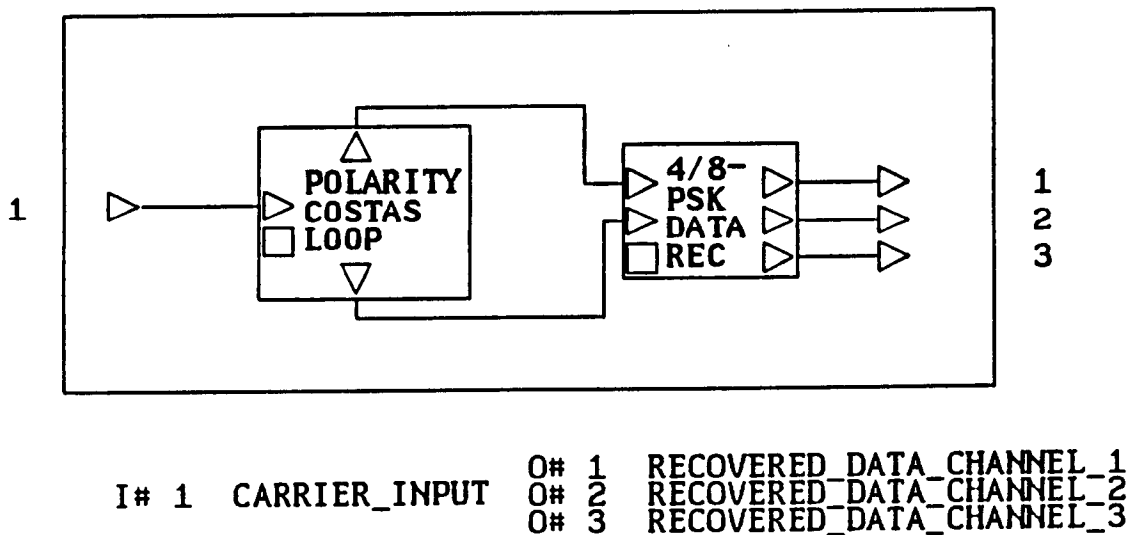 1
POLARITY
COSTAS
LOOP
4/8-
PSK
DATA
REC
1
2
3
I# 1 CARRIER_INPUT
O# 1 RECOVERED_DATA_CHANNEL_1
O# 2 RECOVERED_DATA_CHANNEL_2
O# 3 RECOVERED_DATA_CHANNEL_3